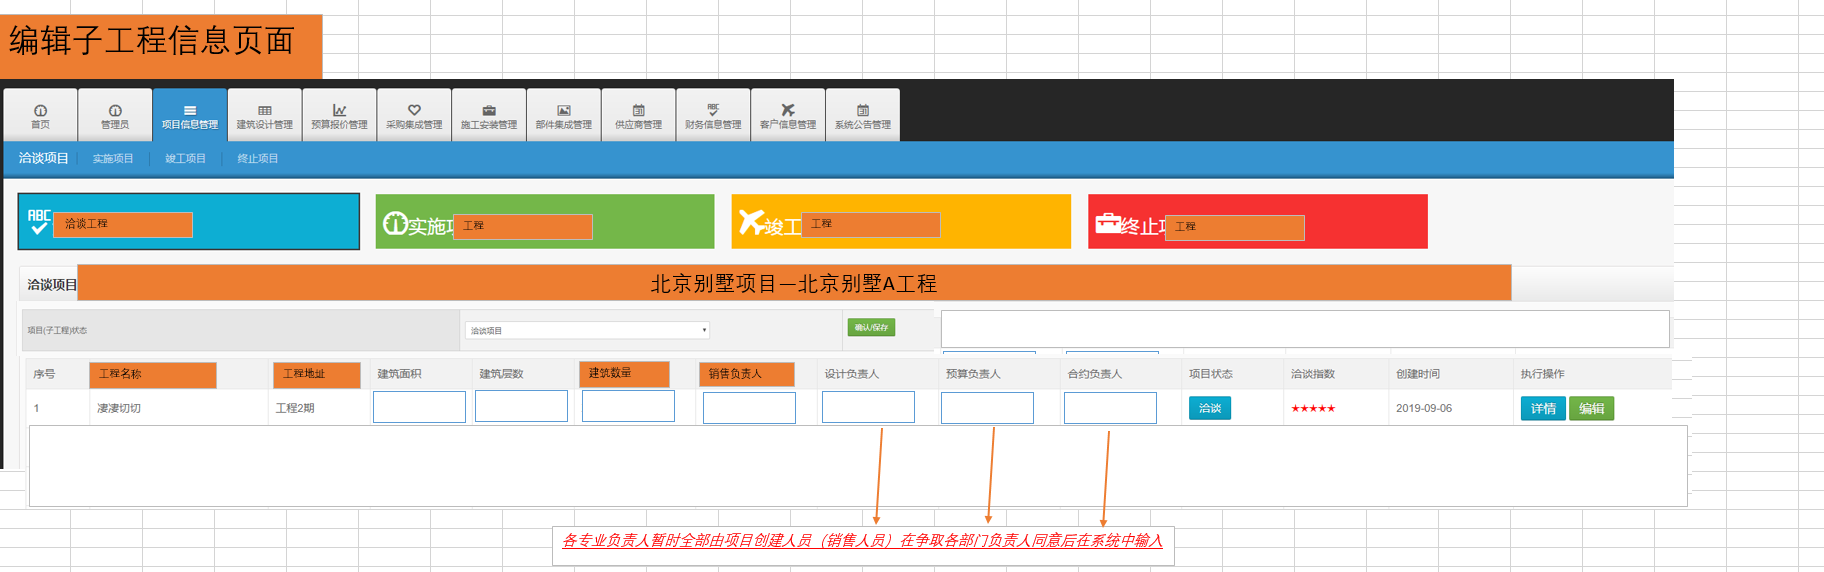 编辑子工程信息页面
首页 管理员 项目信息管理 建筑设计管理 预算报价管理 采购集成管理 施工安装管理 部件集成管理 供应商管理 财务信息管理 客户信息管理 系统公告管理
洽谈项目 实施项目 竣工项目 终止项目
ABC 洽谈工程 实施 工程 竣工 工程 终止 工程
洽谈项目 北京别墅项目—北京别墅A工程
项目(子工程)状态 洽谈项目 确认/保存
序号 工程名称 工程地址 建筑面积 建筑层数 建筑数量 销售负责人 设计负责人 预算负责人 合约负责人 项目状态 洽谈指数 创建时间 执行操作
1 凄凄切切 工程2期 洽谈 ★★★★★ 2019-09-06 详情 编辑
各专业负责人暂时全部由项目创建人员（销售人员）在争取各部门负责人同意后在系统中输入